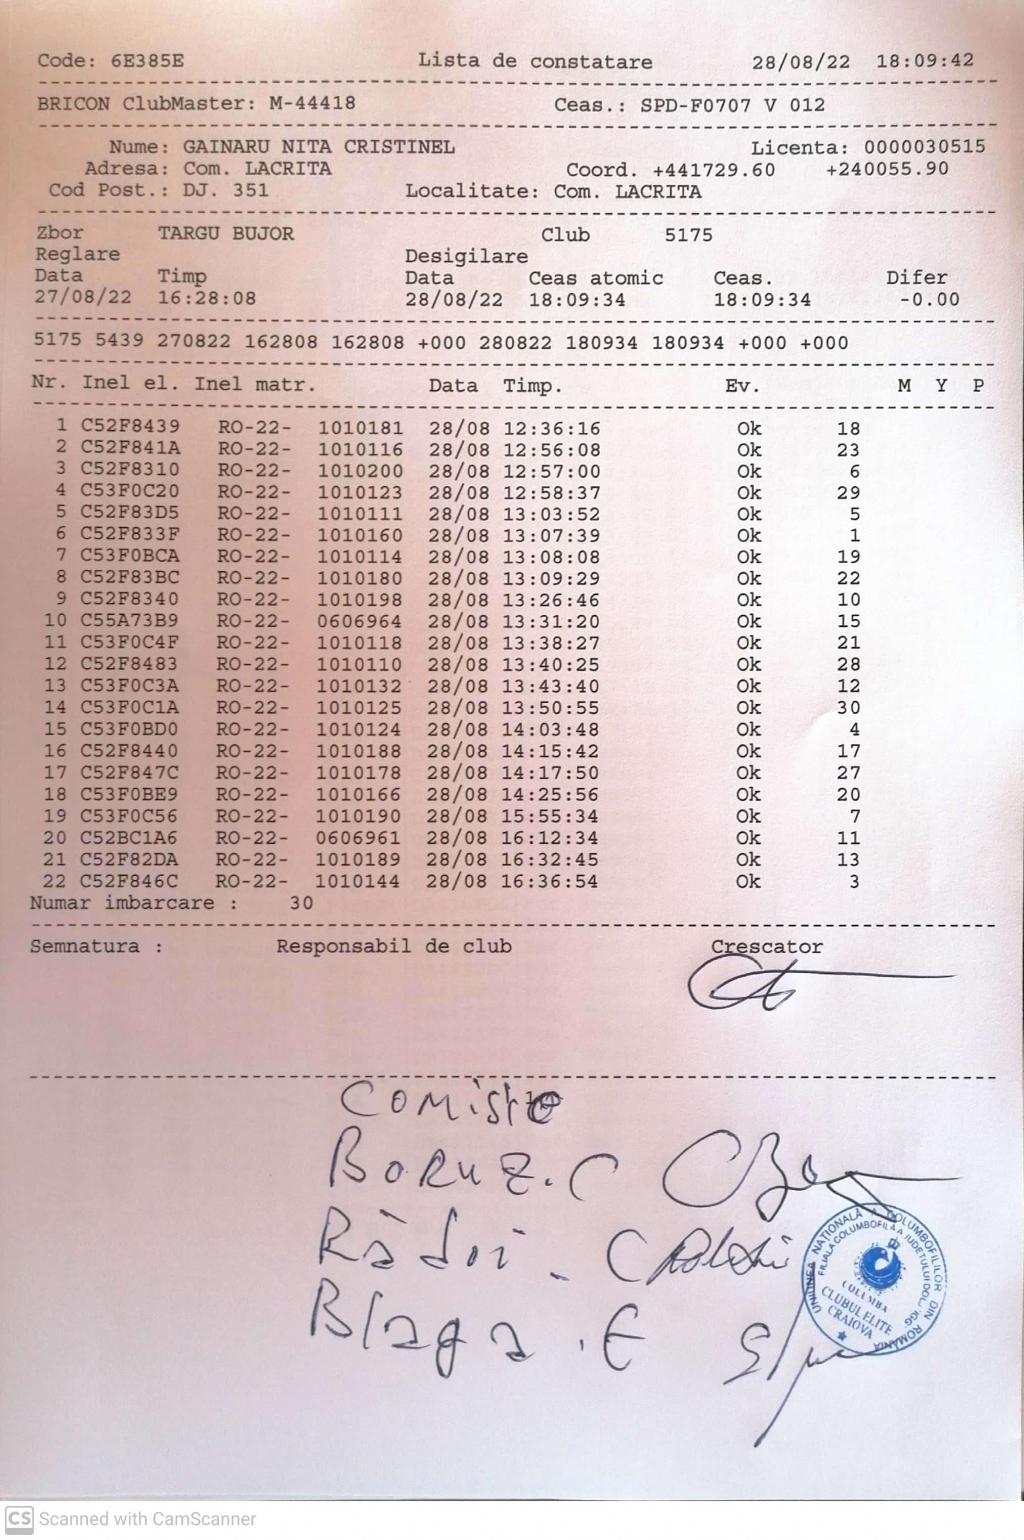 Code: 6E385E Lista de constatare 28/08/22 18:09:42
BRICON ClubMaster: M-44418 Ceas.: SPD-F0707 V 012
Nume: GAINARU NITA CRISTINEL Licenta: 0000030515
Adresa: Com. LACRITA Coord. +441729.60 +240055.90
Cod Post.: DJ. 351 Localitate: Com. LACRITA
Zbor TARGU BUJOR Club 5175
Reglare Desigilare
Data Timp Data Ceas atomic Ceas. Difer
27/08/22 16:28:08 28/08/22 18:09:34 18:09:34 -0.00
5175 5439 270822 162808 162808 +000 280822 180934 180934 +000 +000
Nr. Inel el. Inel matr. Data Timp. Ev. M Y P
1 C52F8439 RO-22- 1010181 28/08 12:36:16 Ok 18
2 C52F841A RO-22- 1010116 28/08 12:56:08 Ok 23
3 C52F8310 RO-22- 1010200 28/08 12:57:00 Ok 6
4 C53F0C20 RO-22- 1010123 28/08 12:58:37 Ok 29
5 C52F83D5 RO-22- 1010111 28/08 13:03:52 Ok 5
6 C52F833F RO-22- 1010160 28/08 13:07:39 Ok 1
7 C53F0BCA RO-22- 1010114 28/08 13:08:08 Ok 19
8 C52F83BC RO-22- 1010180 28/08 13:09:29 Ok 22
9 C52F8340 RO-22- 1010198 28/08 13:26:46 Ok 10
10 C55A73B9 RO-22- 0606964 28/08 13:31:20 Ok 15
11 C53F0C4F RO-22- 1010118 28/08 13:38:27 Ok 21
12 C52F8483 RO-22- 1010110 28/08 13:40:25 Ok 28
13 C53F0C3A RO-22- 1010132 28/08 13:43:40 Ok 12
14 C53F0C1A RO-22- 1010125 28/08 13:50:55 Ok 30
15 C53F0BD0 RO-22- 1010124 28/08 14:03:48 Ok 4
16 C52F8440 RO-22- 1010188 28/08 14:15:42 Ok 17
17 C52F847C RO-22- 1010178 28/08 14:17:50 Ok 27
18 C53F0BE9 RO-22- 1010166 28/08 14:25:56 Ok 20
19 C53F0C56 RO-22- 1010190 28/08 15:55:34 Ok 7
20 C52BC1A6 RO-22- 0606961 28/08 16:12:34 Ok 11
21 C52F82DA RO-22- 1010189 28/08 16:32:45 Ok 13
22 C52F846C RO-22- 1010144 28/08 16:36:54 Ok 3
Numar imbarcare : 30
Semnatura : Responsabil de club Crescator
BORUZ. C
Rădoi - C
Blaga . E
UNIUNEA NAȚIONALĂ A COLUMBOFILILOR DIN ROMÂNIA
FILIALA COLUMBOFILĂ A JUDEȚULUI DOLJ
COLUMBA
CLUBUL ELITE
CRAIOVA
CS Scanned with CamScanner